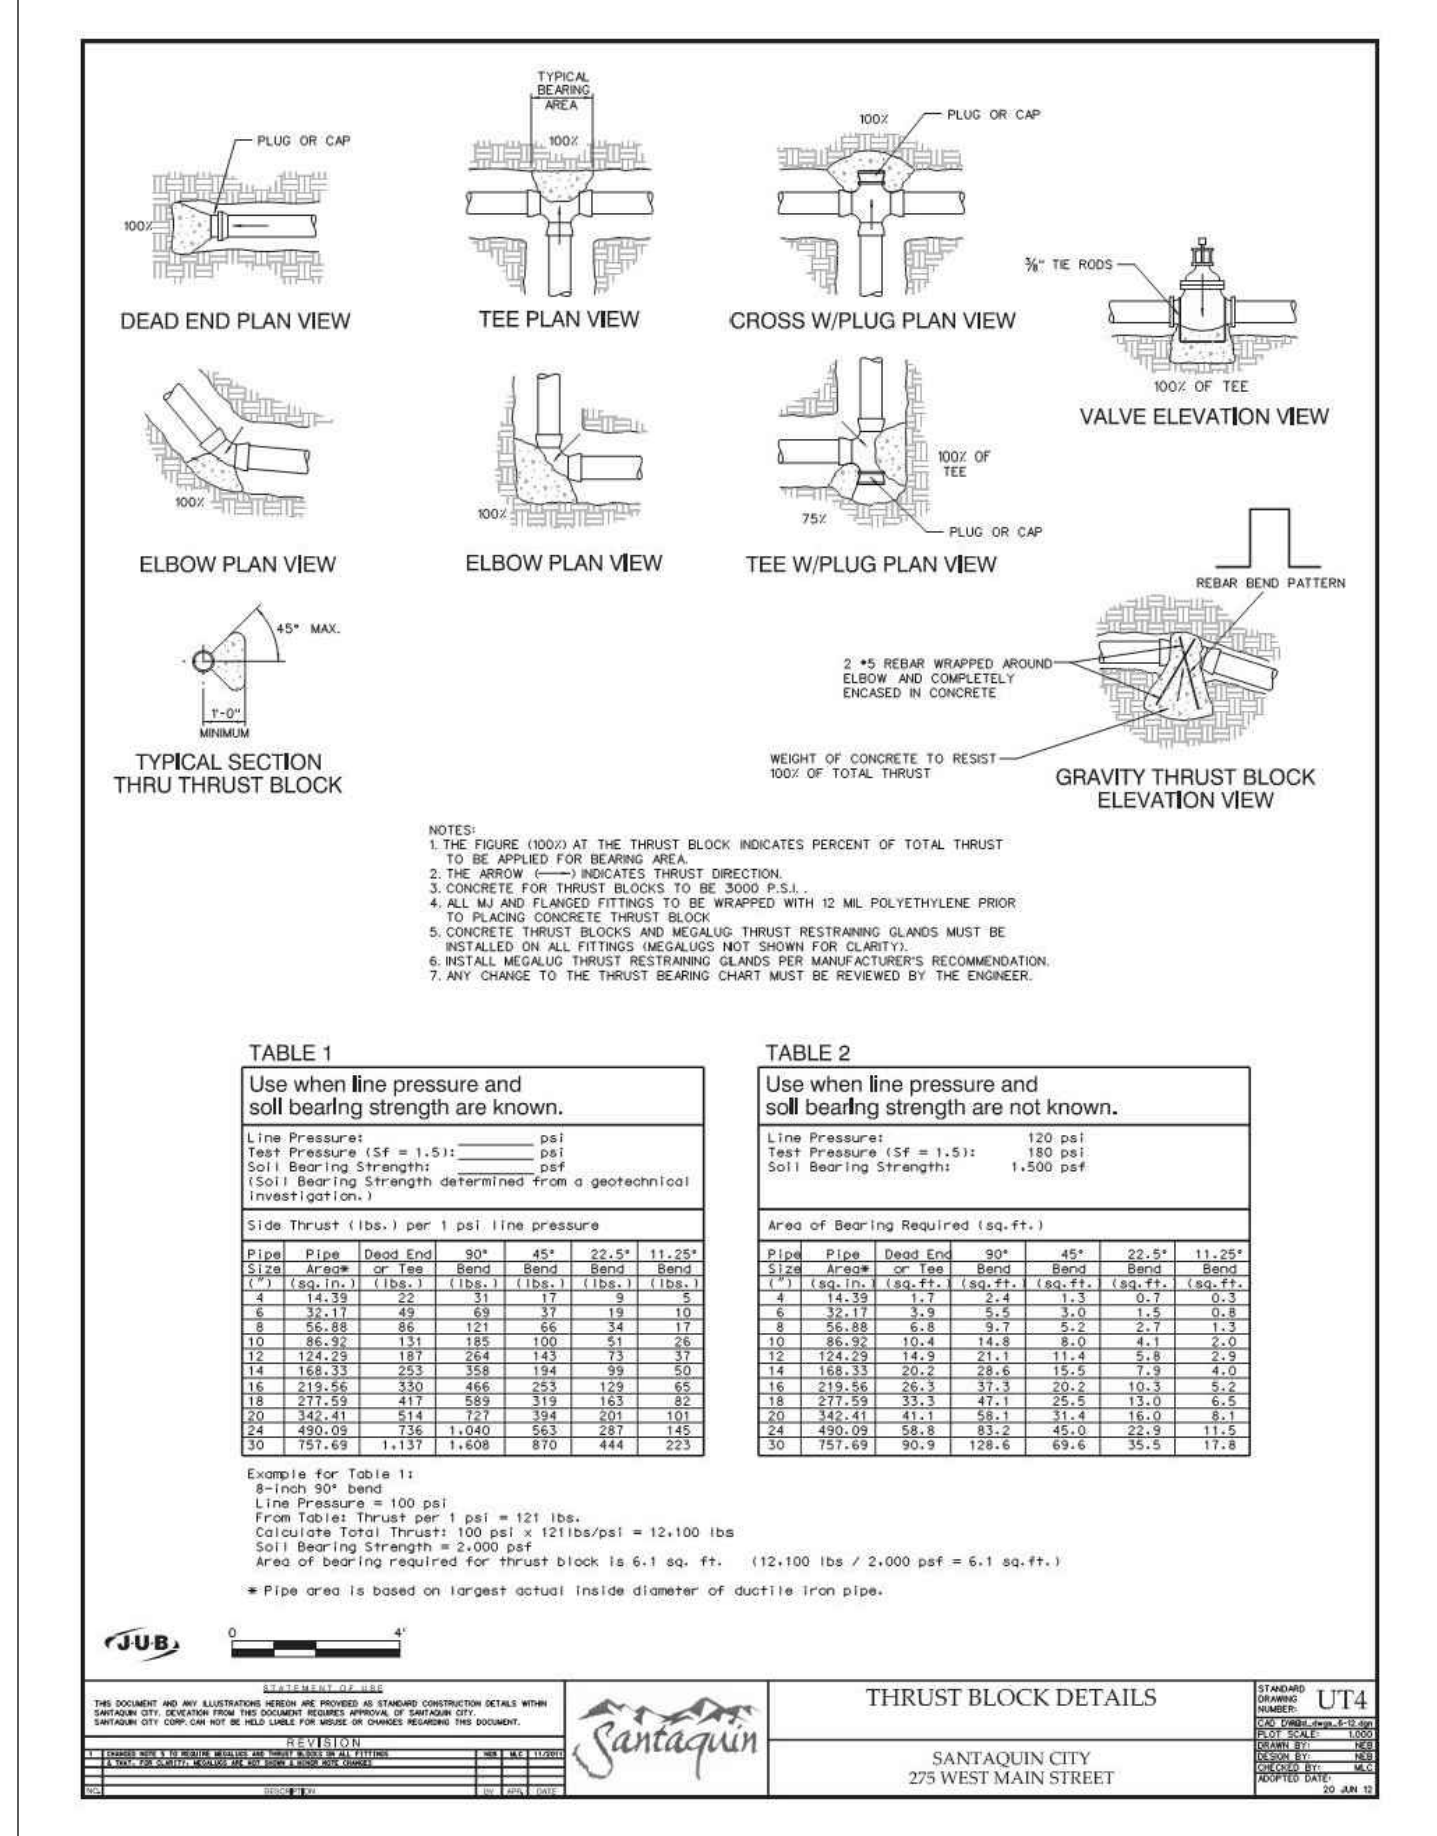 TYPICAL
BEARING
AREA
100%
PLUG OR CAP
100%
100%
PLUG OR CAP
3/8" TIE RODS
100% OF TEE
DEAD END PLAN VIEW
TEE PLAN VIEW
CROSS W/PLUG PLAN VIEW
VALVE ELEVATION VIEW
100%
100%
100% OF
TEE
75%
PLUG OR CAP
ELBOW PLAN VIEW
ELBOW PLAN VIEW
TEE W/PLUG PLAN VIEW
REBAR BEND PATTERN
45° MAX.
1'-0"
MINIMUM
TYPICAL SECTION
THRU THRUST BLOCK
2 #5 REBAR WRAPPED AROUND
ELBOW AND COMPLETELY
ENCASED IN CONCRETE
WEIGHT OF CONCRETE TO RESIST
100% OF TOTAL THRUST
GRAVITY THRUST BLOCK
ELEVATION VIEW
NOTES:
1. THE FIGURE (100%) AT THE THRUST BLOCK INDICATES PERCENT OF TOTAL THRUST
TO BE APPLIED FOR BEARING AREA.
2. THE ARROW (——) INDICATES THRUST DIRECTION.
3. CONCRETE FOR THRUST BLOCKS TO BE 3000 P.S.I. .
4. ALL MJ AND FLANGED FITTINGS TO BE WRAPPED WITH 12 MIL POLYETHYLENE PRIOR
TO PLACING CONCRETE THRUST BLOCK
5. CONCRETE THRUST BLOCKS AND MEGALUG THRUST RESTRAINING GLANDS MUST BE
INSTALLED ON ALL FITTINGS (MEGALUGS NOT SHOWN FOR CLARITY).
6. INSTALL MEGALUG THRUST RESTRAINING GLANDS PER MANUFACTURER'S RECOMMENDATION.
7. ANY CHANGE TO THE THRUST BEARING CHART MUST BE REVIEWED BY THE ENGINEER.
TABLE 1
Use when line pressure and
soil bearing strength are known.
Line Pressure: ______ psi
Test Pressure (Sf = 1.5): ______ psi
Soil Bearing Strength: ______ psf
(Soil Bearing Strength determined from a geotechnical
investigation.)
Side Thrust (lbs.) per 1 psi line pressure
Pipe Pipe Dead End 90° 45° 22.5° 11.25°
Size Area* or Tee Bend Bend Bend Bend
(") (sq.in.) (lbs.) (lbs.) (lbs.) (lbs.) (lbs.)
4 14.39 22 31 17 9 5
6 32.17 49 69 37 19 10
8 56.88 86 121 66 34 17
10 86.92 131 185 100 51 26
12 124.29 187 264 143 73 37
14 168.33 253 358 194 99 50
16 219.56 330 466 253 129 65
18 277.59 417 589 319 163 82
20 342.41 514 727 394 201 101
24 490.09 736 1,040 563 287 145
30 757.69 1,137 1,608 870 444 223
TABLE 2
Use when line pressure and
soil bearing strength are not known.
Line Pressure: 120 psi
Test Pressure (Sf = 1.5): 180 psi
Soil Bearing Strength: 1,500 psf
Area of Bearing Required (sq.ft.)
Pipe Pipe Dead End 90° 45° 22.5° 11.25°
Size Area* or Tee Bend Bend Bend Bend
(") (sq.in.) (sq.ft.) (sq.ft.) (sq.ft.) (sq.ft.) (sq.ft.)
4 14.39 1.7 2.4 1.3 0.7 0.3
6 32.17 3.9 5.5 3.0 1.5 0.8
8 56.88 6.8 9.7 5.2 2.7 1.3
10 86.92 10.4 14.8 8.0 4.1 2.0
12 124.29 14.9 21.1 11.4 5.8 2.9
14 168.33 20.2 28.6 15.5 7.9 4.0
16 219.56 26.3 37.3 20.2 10.3 5.2
18 277.59 33.3 47.1 25.5 13.0 6.5
20 342.41 41.1 58.1 31.4 16.0 8.1
24 490.09 58.8 83.2 45.0 22.9 11.5
30 757.69 90.9 128.6 69.6 35.5 17.8
Example for Table 1:
8-inch 90° bend
Line Pressure = 100 psi
From Table: Thrust per 1 psi = 121 lbs.
Calculate Total Thrust: 100 psi x 121lbs/psi = 12,100 lbs
Soil Bearing Strength = 2,000 psf
Area of bearing required for thrust block is 6.1 sq. ft. (12,100 lbs / 2,000 psf = 6.1 sq.ft.)
* Pipe area is based on largest actual inside diameter of ductile iron pipe.
J·U·B
0 4'
STATEMENT OF USE
THIS DOCUMENT AND ANY ILLUSTRATIONS HEREON ARE PROVIDED AS STANDARD CONSTRUCTION DETAILS WITHIN
SANTAQUIN CITY. DEVIATION FROM THIS DOCUMENT REQUIRES APPROVAL OF SANTAQUIN CITY.
SANTAQUIN CITY CORP. CAN NOT BE HELD LIABLE FOR MISUSE OR CHANGES REGARDING THIS DOCUMENT.
REVISION
1 CHANGED NOTE 5 TO REQUIRE MEGALUGS AND THRUST BLOCKS ON ALL FITTINGS NEB MLC 11/2011
& THAT, FOR CLARITY, MEGALUGS ARE NOT SHOWN & MINOR NOTE CHANGES
NO. DESCRIPTION BY APR. DATE
Santaquin
THRUST BLOCK DETAILS
SANTAQUIN CITY
275 WEST MAIN STREET
STANDARD
DRAWING
NUMBER:
UT4
PLOT SCALE: 1.000
DRAWN BY: NEB
DESIGN BY: NEB
CHECKED BY: MLC
ADOPTED DATE:
20 JUN 12